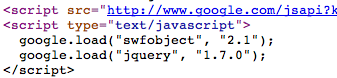 <script src="http://www.google.com/jsapi?k
<script type="text/javascript">
google.load("swfobject", "2.1");
google.load("jquery", "1.7.0");
</script>